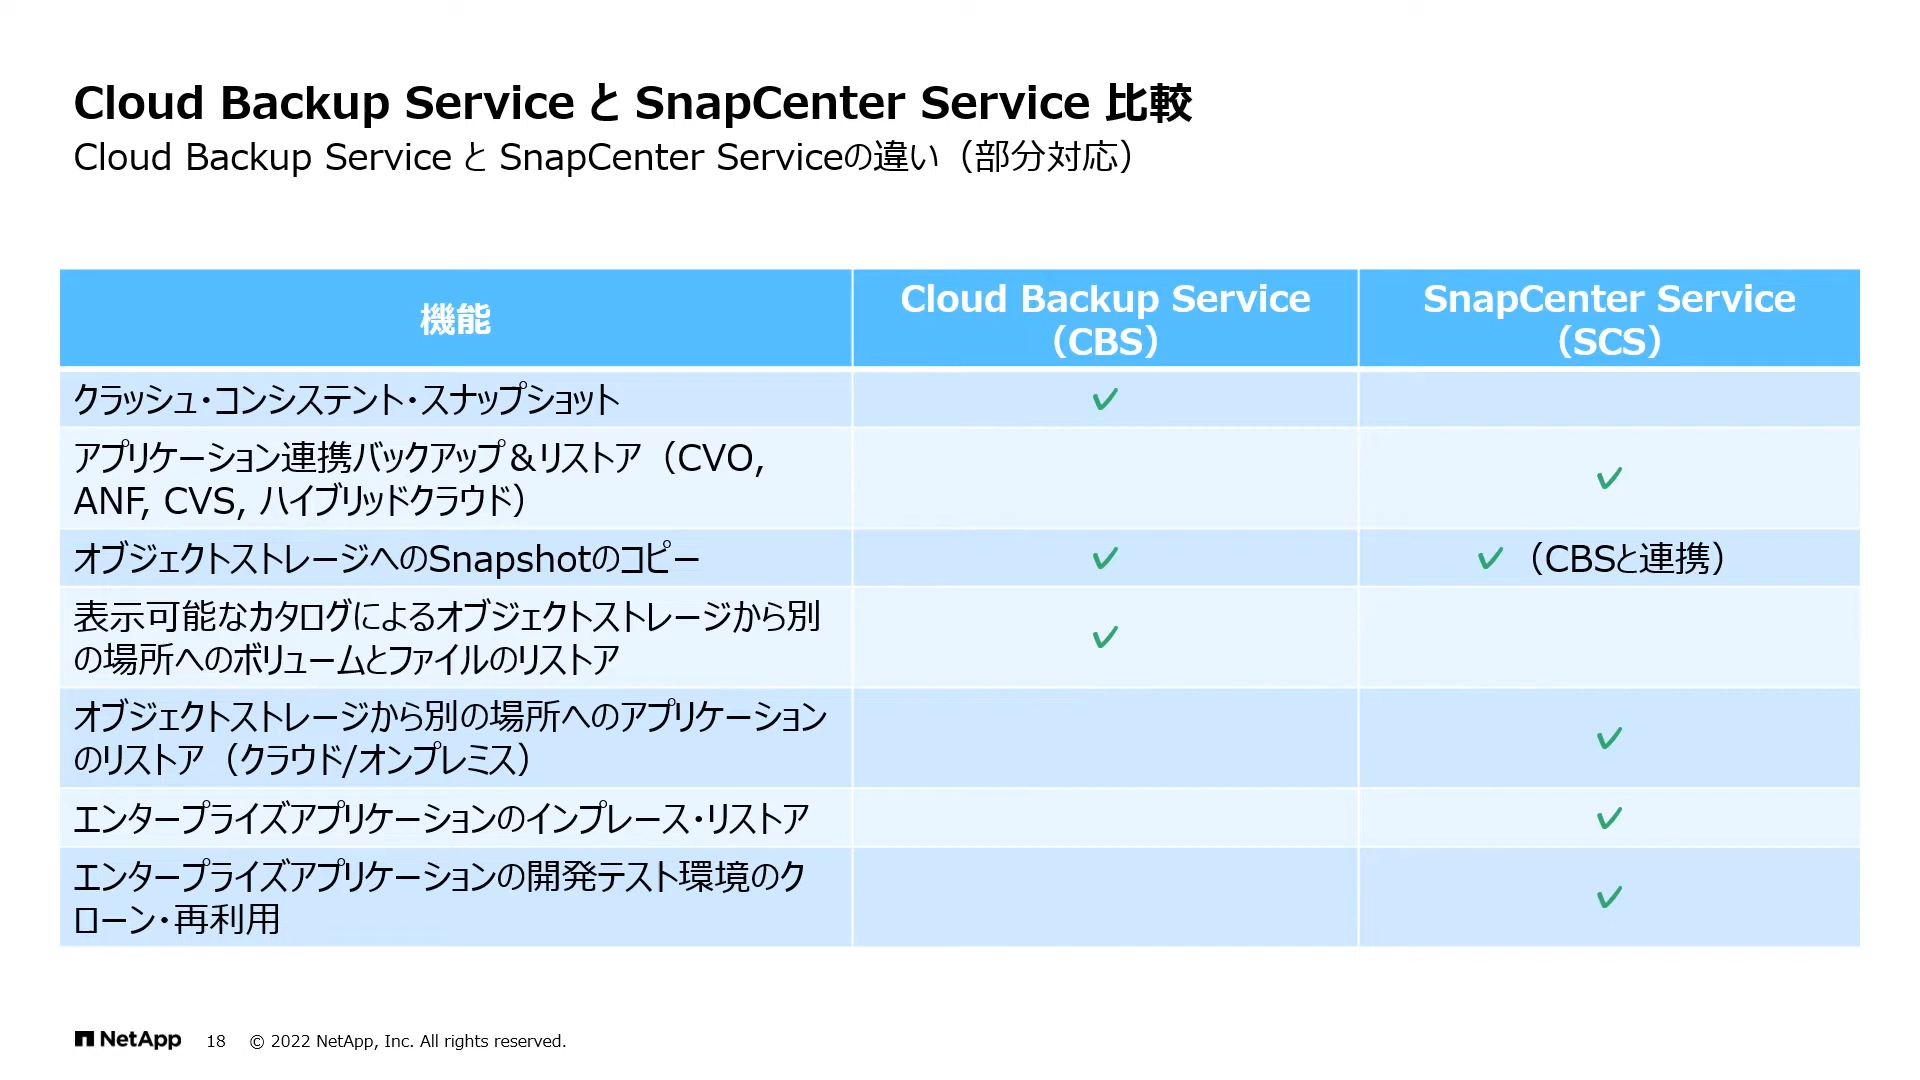 Cloud Backup Service と SnapCenter Service 比較
Cloud Backup Service と SnapCenter Serviceの違い（部分対応）
機能
Cloud Backup Service
（CBS）
SnapCenter Service
（SCS）
クラッシュ・コンシステント・スナップショット
✓
アプリケーション連携バックアップ＆リストア（CVO,
ANF, CVS, ハイブリッドクラウド）
✓
オブジェクトストレージへのSnapshotのコピー
✓
✓（CBSと連携）
表示可能なカタログによるオブジェクトストレージから別
の場所へのボリュームとファイルのリストア
✓
オブジェクトストレージから別の場所へのアプリケーション
のリストア（クラウド/オンプレミス）
✓
エンタープライズアプリケーションのインプレース・リストア
✓
エンタープライズアプリケーションの開発テスト環境のク
ローン・再利用
✓
NetApp
18
© 2022 NetApp, Inc. All rights reserved.